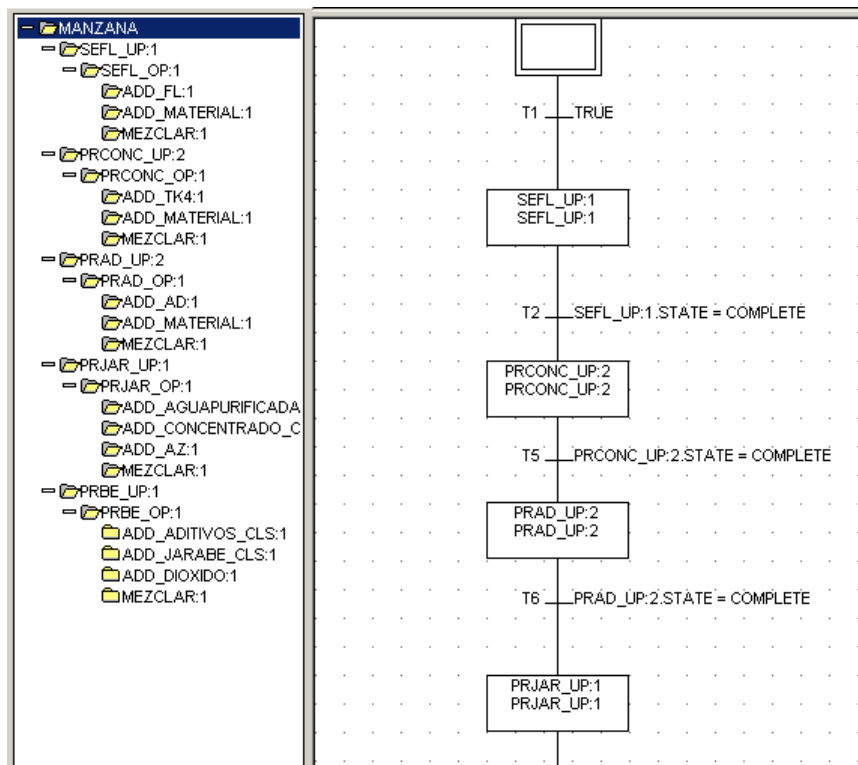 MANZANA
SEFL_UP:1
SEFL_OP:1
ADD_FL:1
ADD_MATERIAL:1
MEZCLAR:1
PRCONC_UP:2
PRCONC_OP:1
ADD_TK4:1
ADD_MATERIAL:1
MEZCLAR:1
PRAD_UP:2
PRAD_OP:1
ADD_AD:1
ADD_MATERIAL:1
MEZCLAR:1
PRJAR_UP:1
PRJAR_OP:1
ADD_AGUAPURIFICADA
ADD_CONCENTRADO_C
ADD_AZ:1
MEZCLAR:1
PRBE_UP:1
PRBE_OP:1
ADD_ADITIVOS_CLS:1
ADD_JARABE_CLS:1
ADD_DIOXIDO:1
MEZCLAR:1
T1 TRUE
SEFL_UP:1
SEFL_UP:1
T2 SEFL_UP:1.STATE = COMPLETE
PRCONC_UP:2
PRCONC_UP:2
T5 PRCONC_UP:2.STATE = COMPLETE
PRAD_UP:2
PRAD_UP:2
T6 PRAD_UP:2.STATE = COMPLETE
PRJAR_UP:1
PRJAR_UP:1